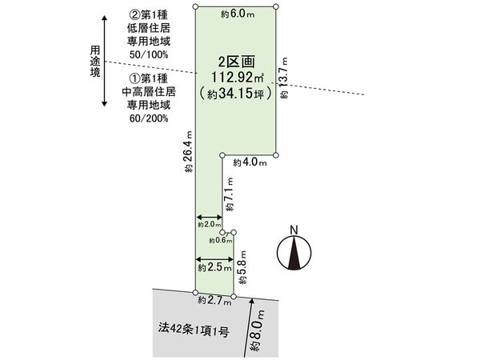 ②第1種
低層住居
専用地域
50/100%
用途境
①第1種
中高層住居
専用地域
60/200%
約6.0m
2区画
112.92㎡
(約34.15坪)
約13.7m
約26.4m
約4.0m
約7.1m
約2.0m
約0.6m
約2.5m
約5.8m
約2.7m
N
法42条1項1号
約8.0m